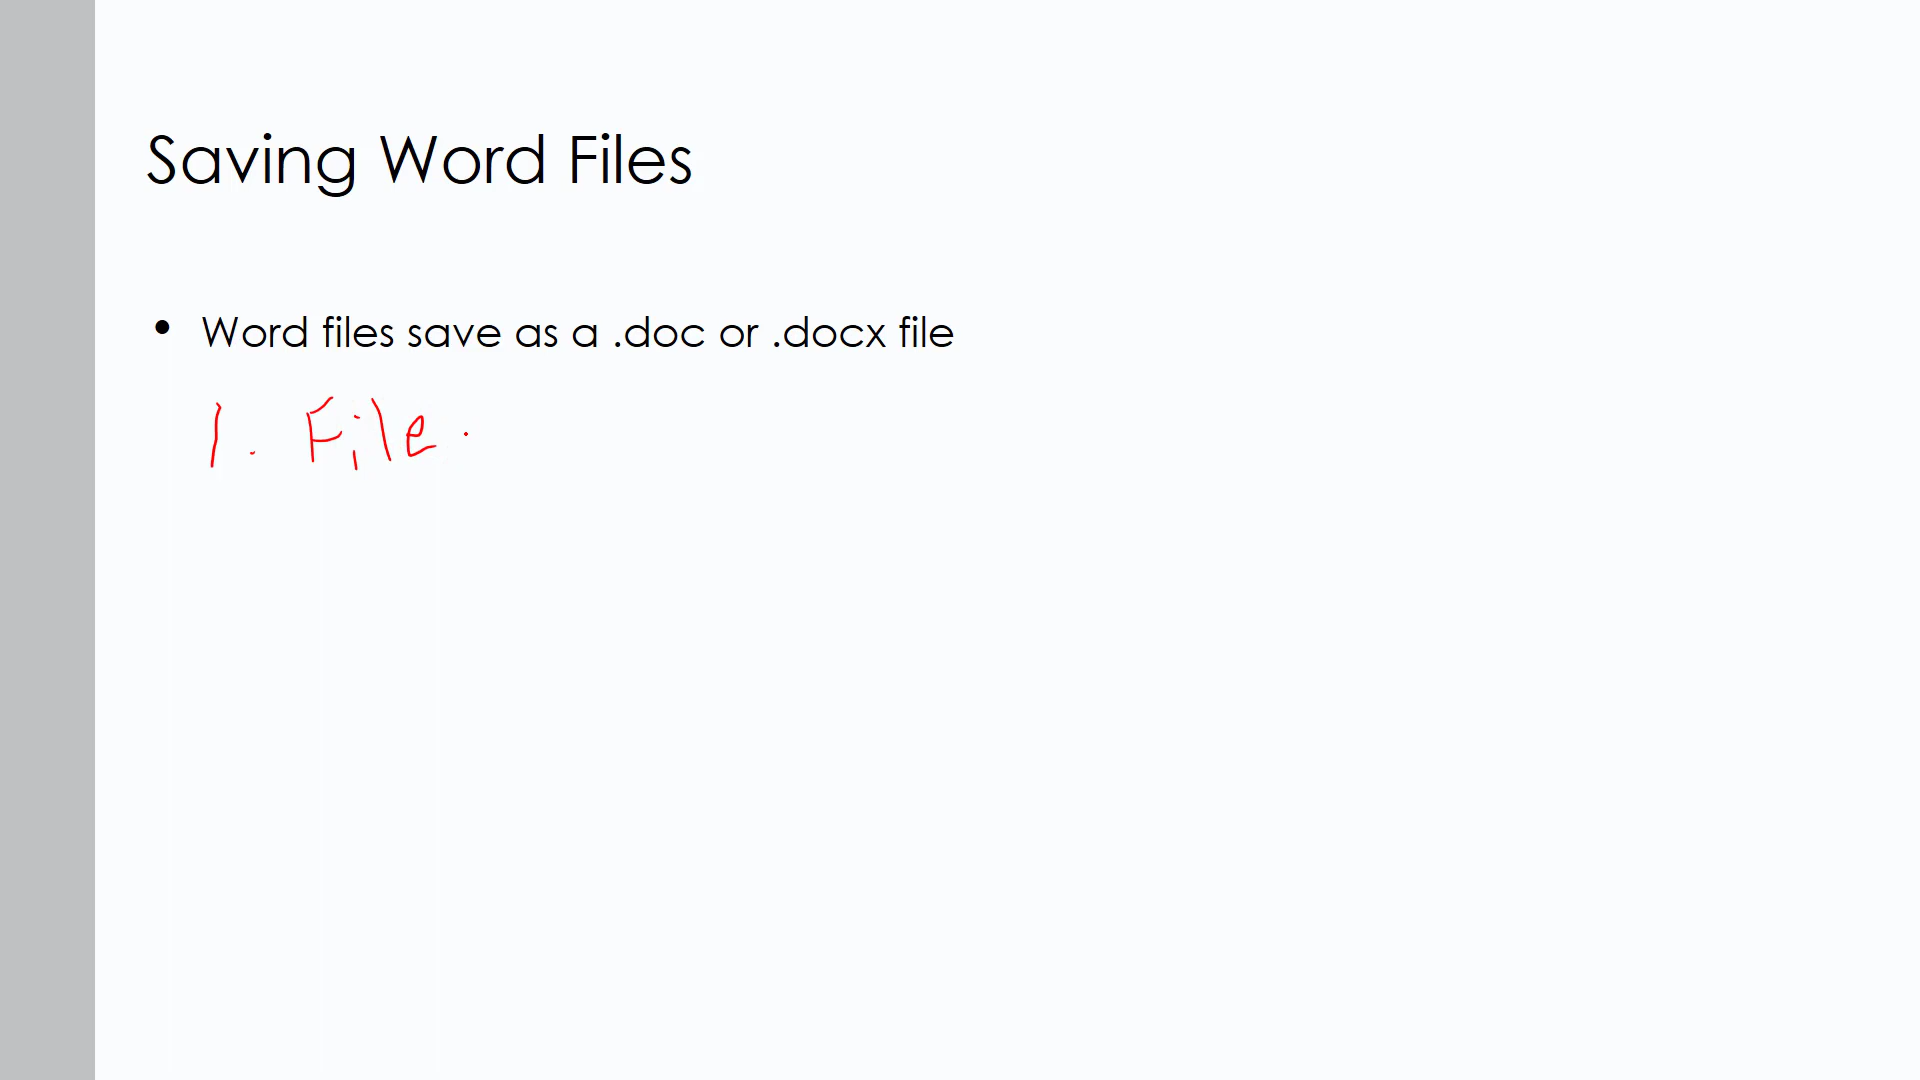 Saving Word Files
• Word files save as a .doc or .docx file
1. File